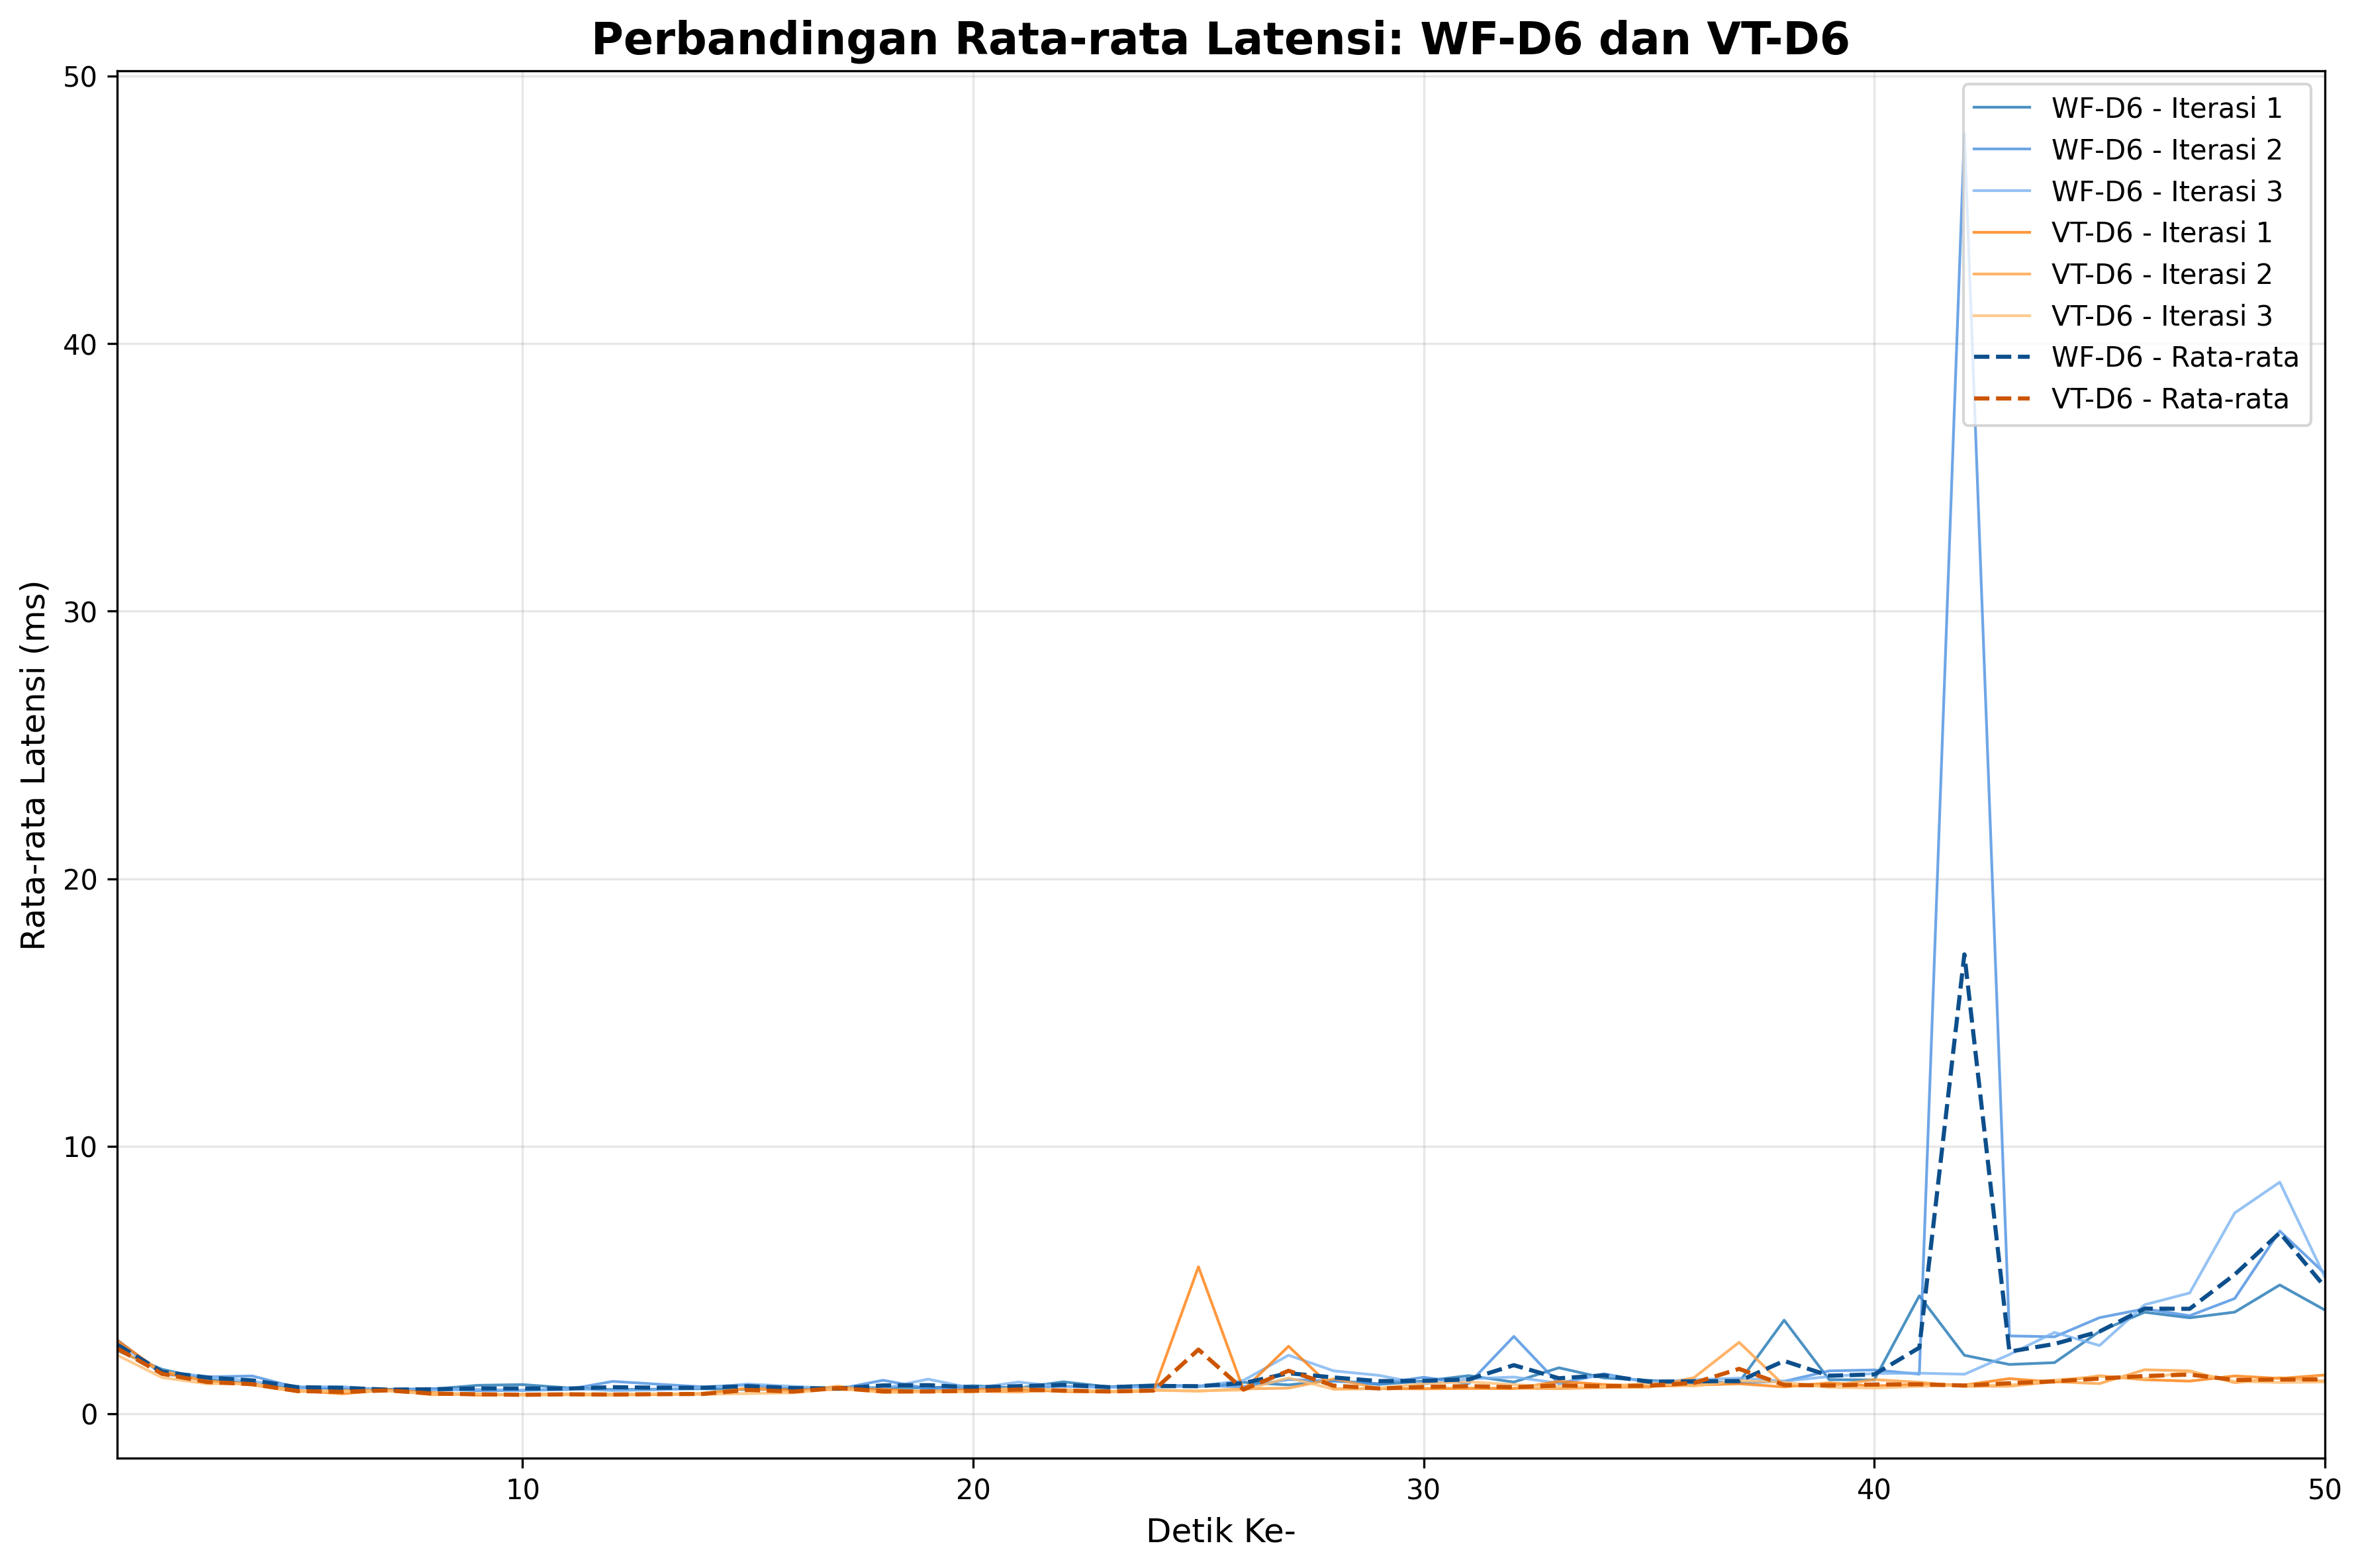 Perbandingan Rata-rata Latensi: WF-D6 dan VT-D6
50
40
30
20
10
0
Rata-rata Latensi (ms)
WF-D6 - Iterasi 1
WF-D6 - Iterasi 2
WF-D6 - Iterasi 3
VT-D6 - Iterasi 1
VT-D6 - Iterasi 2
VT-D6 - Iterasi 3
WF-D6 - Rata-rata
VT-D6 - Rata-rata
10 20 30 40 50
Detik Ke-